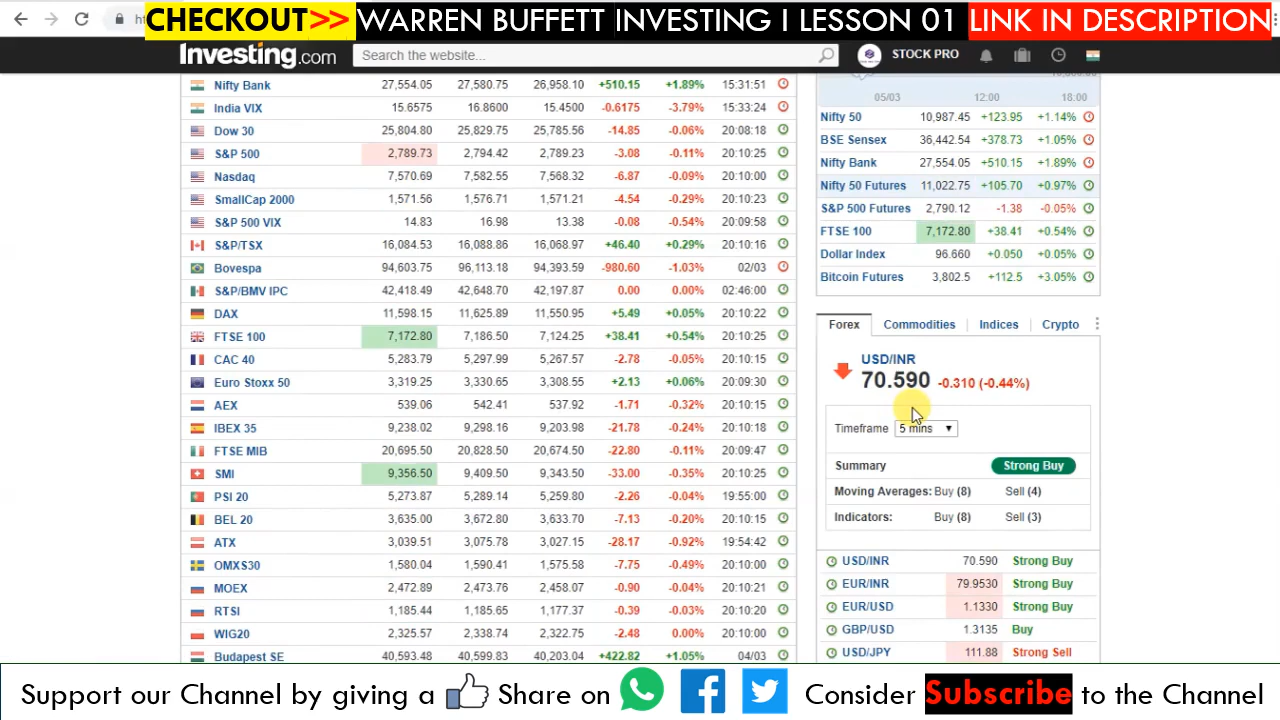 CHECKOUT>> WARREN BUFFETT INVESTING I LESSON 01 LINK IN DESCRIPTION
Investing.com Search the website... STOCK PRO
Nifty Bank 27,554.05 27,580.75 26,958.10 +510.15 +1.89% 15:31:51
India VIX 15.6575 16.8600 15.4500 -0.6175 -3.79% 15:33:24
Dow 30 25,804.80 25,829.75 25,785.56 -14.85 -0.06% 20:08:18
S&P 500 2,789.73 2,794.42 2,789.23 -3.08 -0.11% 20:10:25
Nasdaq 7,570.69 7,582.55 7,568.32 -6.87 -0.09% 20:10:00
SmallCap 2000 1,571.56 1,576.71 1,571.21 -4.54 -0.29% 20:10:23
S&P 500 VIX 14.83 16.98 13.38 -0.08 -0.54% 20:09:58
S&P/TSX 16,084.53 16,088.86 16,068.97 +46.40 +0.29% 20:10:16
Bovespa 94,603.75 96,113.18 94,393.59 -980.60 -1.03% 02/03
S&P/BMV IPC 42,418.49 42,648.70 42,197.87 0.00 0.00% 02:46:00
DAX 11,598.15 11,625.89 11,550.95 +5.49 +0.05% 20:10:22
FTSE 100 7,172.80 7,186.50 7,124.25 +38.41 +0.54% 20:10:25
CAC 40 5,283.79 5,297.99 5,267.57 -2.78 -0.05% 20:10:15
Euro Stoxx 50 3,319.25 3,330.65 3,308.55 +2.13 +0.06% 20:09:30
AEX 539.06 542.41 537.92 -1.71 -0.32% 20:10:15
IBEX 35 9,238.02 9,298.16 9,203.98 -21.78 -0.24% 20:10:18
FTSE MIB 20,695.50 20,828.50 20,674.50 -22.80 -0.11% 20:09:47
SMI 9,356.50 9,409.50 9,343.50 -33.00 -0.35% 20:10:25
PSI 20 5,273.87 5,289.14 5,259.80 -2.26 -0.04% 19:55:00
BEL 20 3,635.00 3,672.80 3,633.70 -7.13 -0.20% 20:10:15
ATX 3,039.51 3,075.78 3,027.15 -28.17 -0.92% 19:54:42
OMXS30 1,580.04 1,590.41 1,575.58 -7.75 -0.49% 20:10:00
MOEX 2,472.89 2,473.76 2,458.07 -0.90 -0.04% 20:10:21
RTSI 1,185.44 1,185.65 1,177.37 -0.39 -0.03% 20:10:20
WIG20 2,325.57 2,338.74 2,322.75 -2.48 0.00% 20:10:00
Budapest SE 40,593.48 40,599.83 40,203.04 +422.82 +1.05% 04/03
05/03 12:00 18:00
Nifty 50 10,987.45 +123.95 +1.14%
BSE Sensex 36,442.54 +378.73 +1.05%
Nifty Bank 27,554.05 +510.15 +1.89%
Nifty 50 Futures 11,022.75 +105.70 +0.97%
S&P 500 Futures 2,790.12 -1.38 -0.05%
FTSE 100 7,172.80 +38.41 +0.54%
Dollar Index 96.660 +0.050 +0.05%
Bitcoin Futures 3,802.5 +112.5 +3.05%
Forex Commodities Indices Crypto
USD/INR
70.590 -0.310 (-0.44%)
Timeframe 5 mins
Summary Strong Buy
Moving Averages: Buy (8) Sell (4)
Indicators: Buy (8) Sell (3)
USD/INR 70.590 Strong Buy
EUR/INR 79.9530 Strong Buy
EUR/USD 1.1330 Strong Buy
GBP/USD 1.3135 Buy
USD/JPY 111.88 Strong Sell
Support our Channel by giving a Share on Consider Subscribe to the Channel